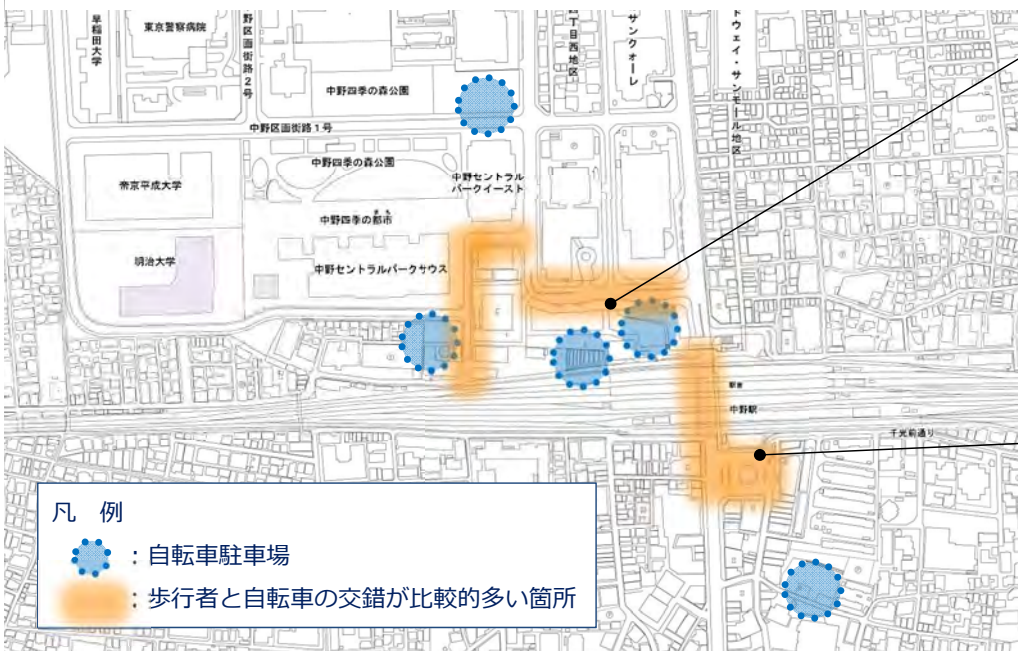 早稲田大学
東京警察病院
野区画街路2号
中野四季の森公園
丁目西地区
サンクォーレ
ドウェイ・サンモール地区
中野区画街路1号
中野四季の森公園
中野セントラル
パークイースト
帝京平成大学
中野四季の都市
まち
明治大学
中野セントラルパークサウス
駅舎
中野駅
千光前通り
凡 例
：自転車駐車場
：歩行者と自転車の交錯が比較的多い箇所